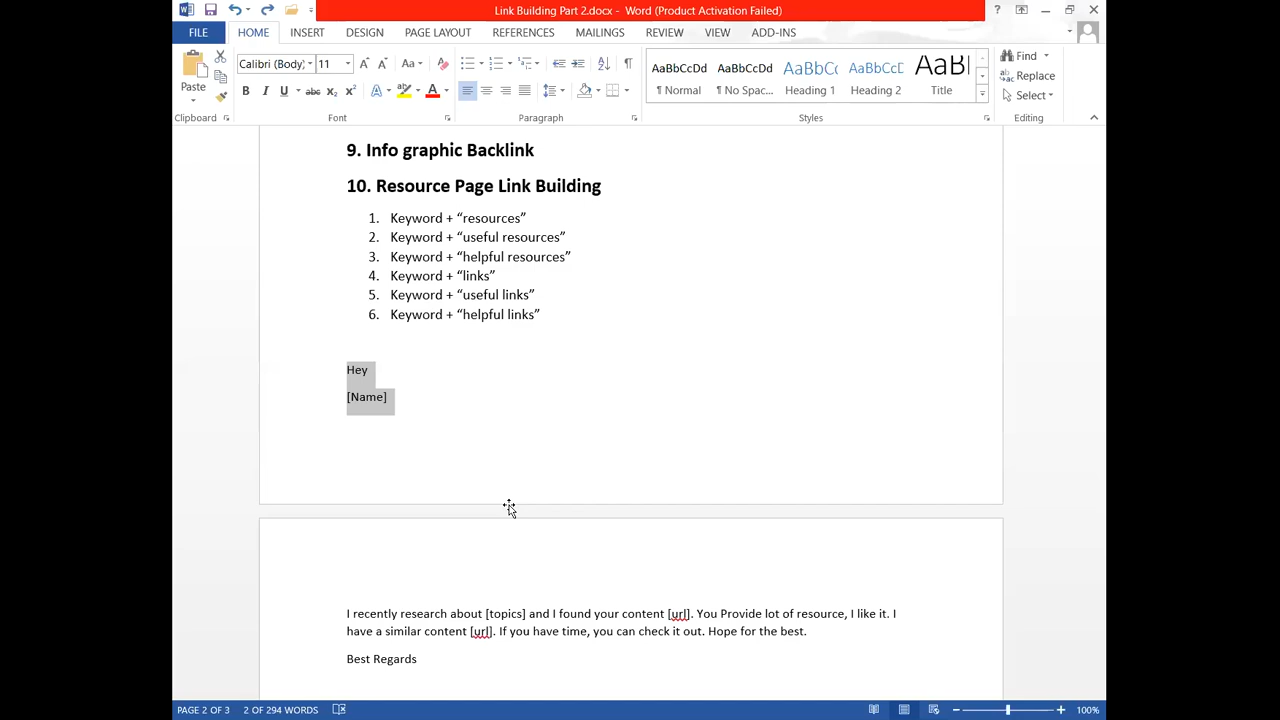 Link Building Part 2.docx - Word (Product Activation Failed)
FILE HOME INSERT DESIGN PAGE LAYOUT REFERENCES MAILINGS REVIEW VIEW ADD-INS
Calibri (Body) 11 Aa
Paste B I U abc x₂ x² A A
AaBbCcDd AaBbCcDd AaBbCc AaBbCcD AaBl
¶ Normal ¶ No Spac... Heading 1 Heading 2 Title
Find
Replace
Select
Clipboard Font Paragraph Styles Editing
9. Info graphic Backlink
10. Resource Page Link Building
1. Keyword + “resources”
2. Keyword + “useful resources”
3. Keyword + “helpful resources”
4. Keyword + “links”
5. Keyword + “useful links”
6. Keyword + “helpful links”
Hey
[Name]
I recently research about [topics] and I found your content [url]. You Provide lot of resource, I like it. I
have a similar content [url]. If you have time, you can check it out. Hope for the best.
Best Regards
PAGE 2 OF 3 2 OF 294 WORDS 100%